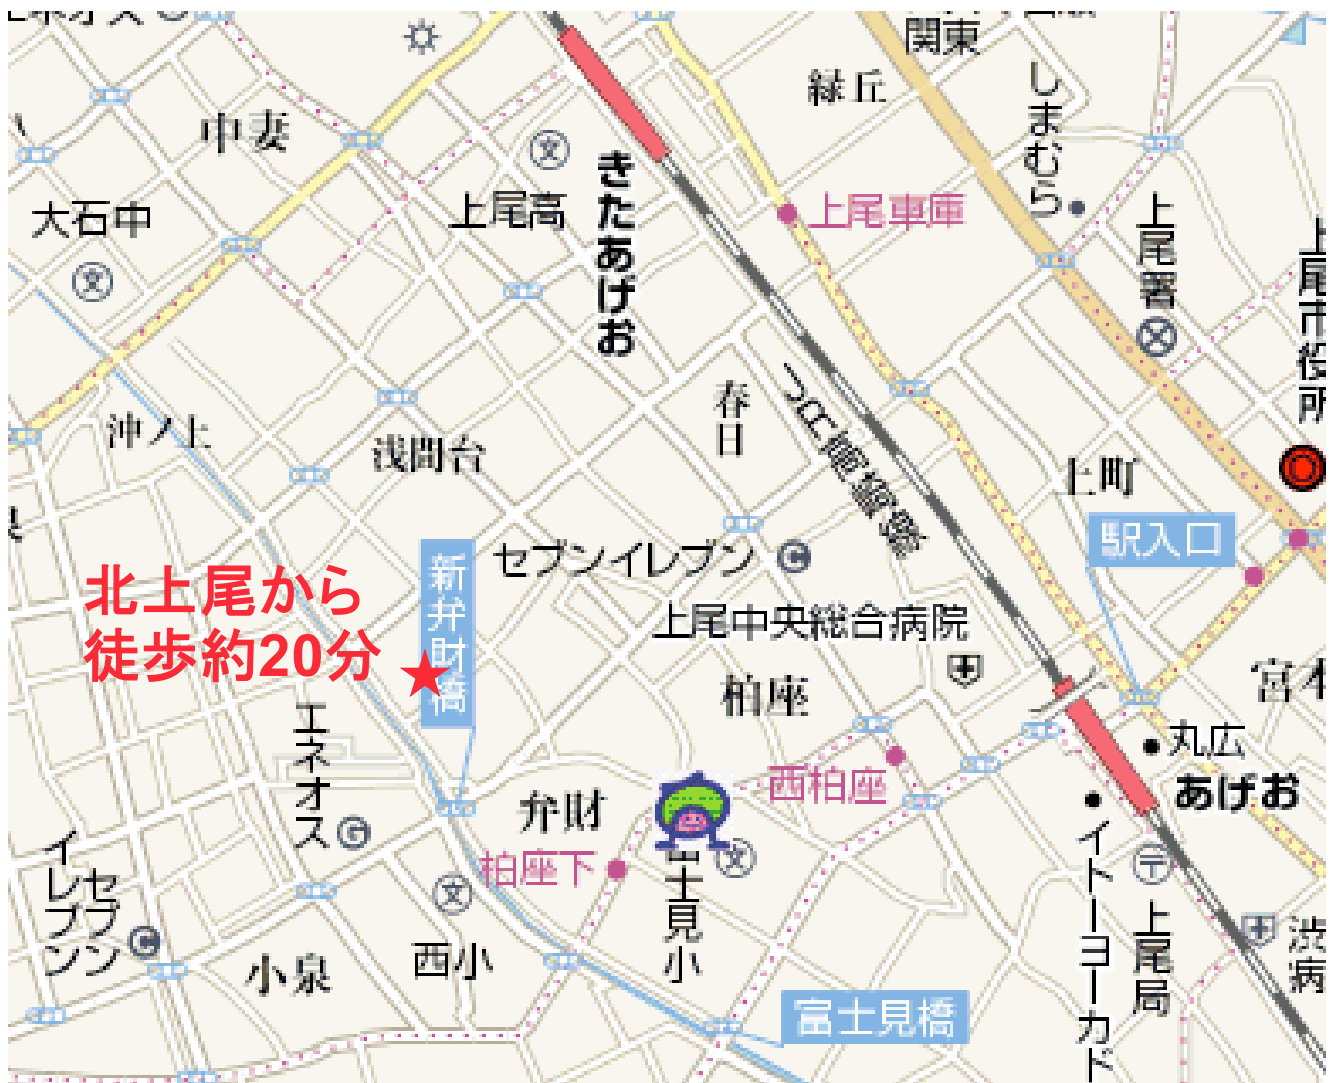 関東
緑丘
しまむら
中妻
上尾高
きたあげお
上尾車庫
大石中
上尾署
上尾市役所
沖ノ上
浅間台
春日
上町
駅入口
新弁財橋
セブンイレブン
北上尾から
徒歩約20分
上尾中央総合病院
柏座
エネオス
西柏座
丸広
あげお
弁財
柏座下
富士見小
イトーヨーカド
セブン
イレブン
上尾局
西小
小泉
富士見橋